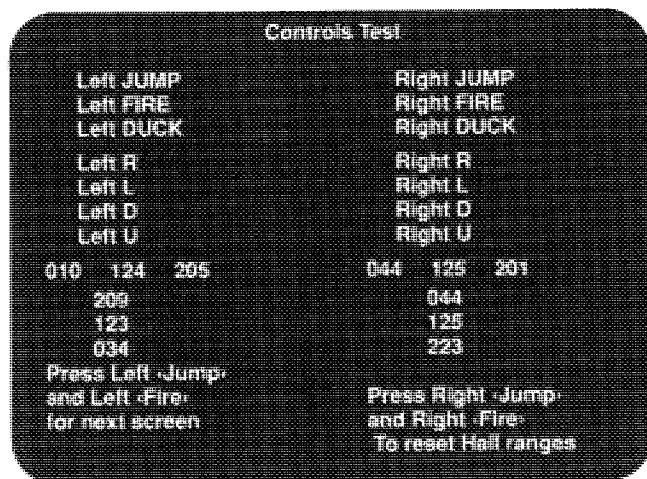 Controls Test
Left JUMP Right JUMP
Left FIRE Right FIRE
Left DUCK Right DUCK
Left R Right R
Left L Right L
Left D Right D
Left U Right U
010 124 205 044 125 201
209 044
123 125
034 223
Press Left ‹Jump›
and Left ‹Fire›
for next screen
Press Right ‹Jump›
and Right ‹Fire›
To reset Hall ranges